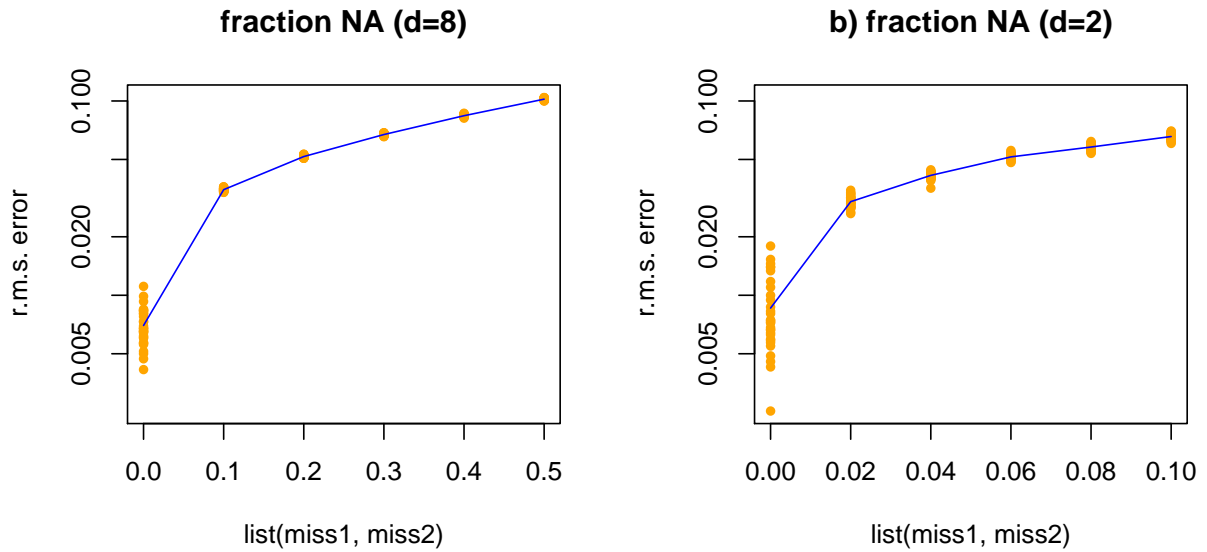 fraction NA (d=8)
r.m.s. error
0.100
0.020
0.005
0.0 0.1 0.2 0.3 0.4 0.5
list(miss1, miss2)
b) fraction NA (d=2)
r.m.s. error
0.100
0.020
0.005
0.00 0.02 0.04 0.06 0.08 0.10
list(miss1, miss2)